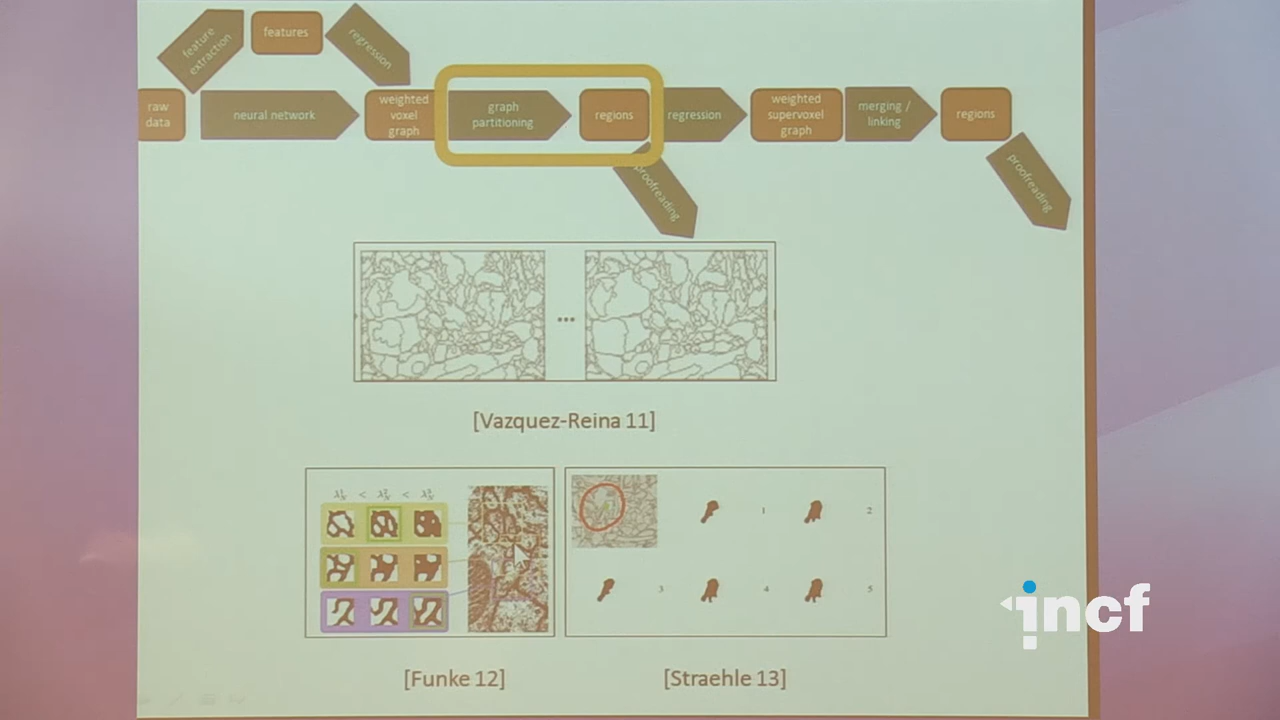 feature
extraction
features
regression
raw
data
neural network
weighted
voxel
graph
graph
partitioning
regions
regression
weighted
supervoxel
graph
merging /
linking
regions
proofreading
proofreading
...
[Vazquez-Reina 11]
< <
1
2
3
4
5
[Funke 12]
[Straehle 13]
incf